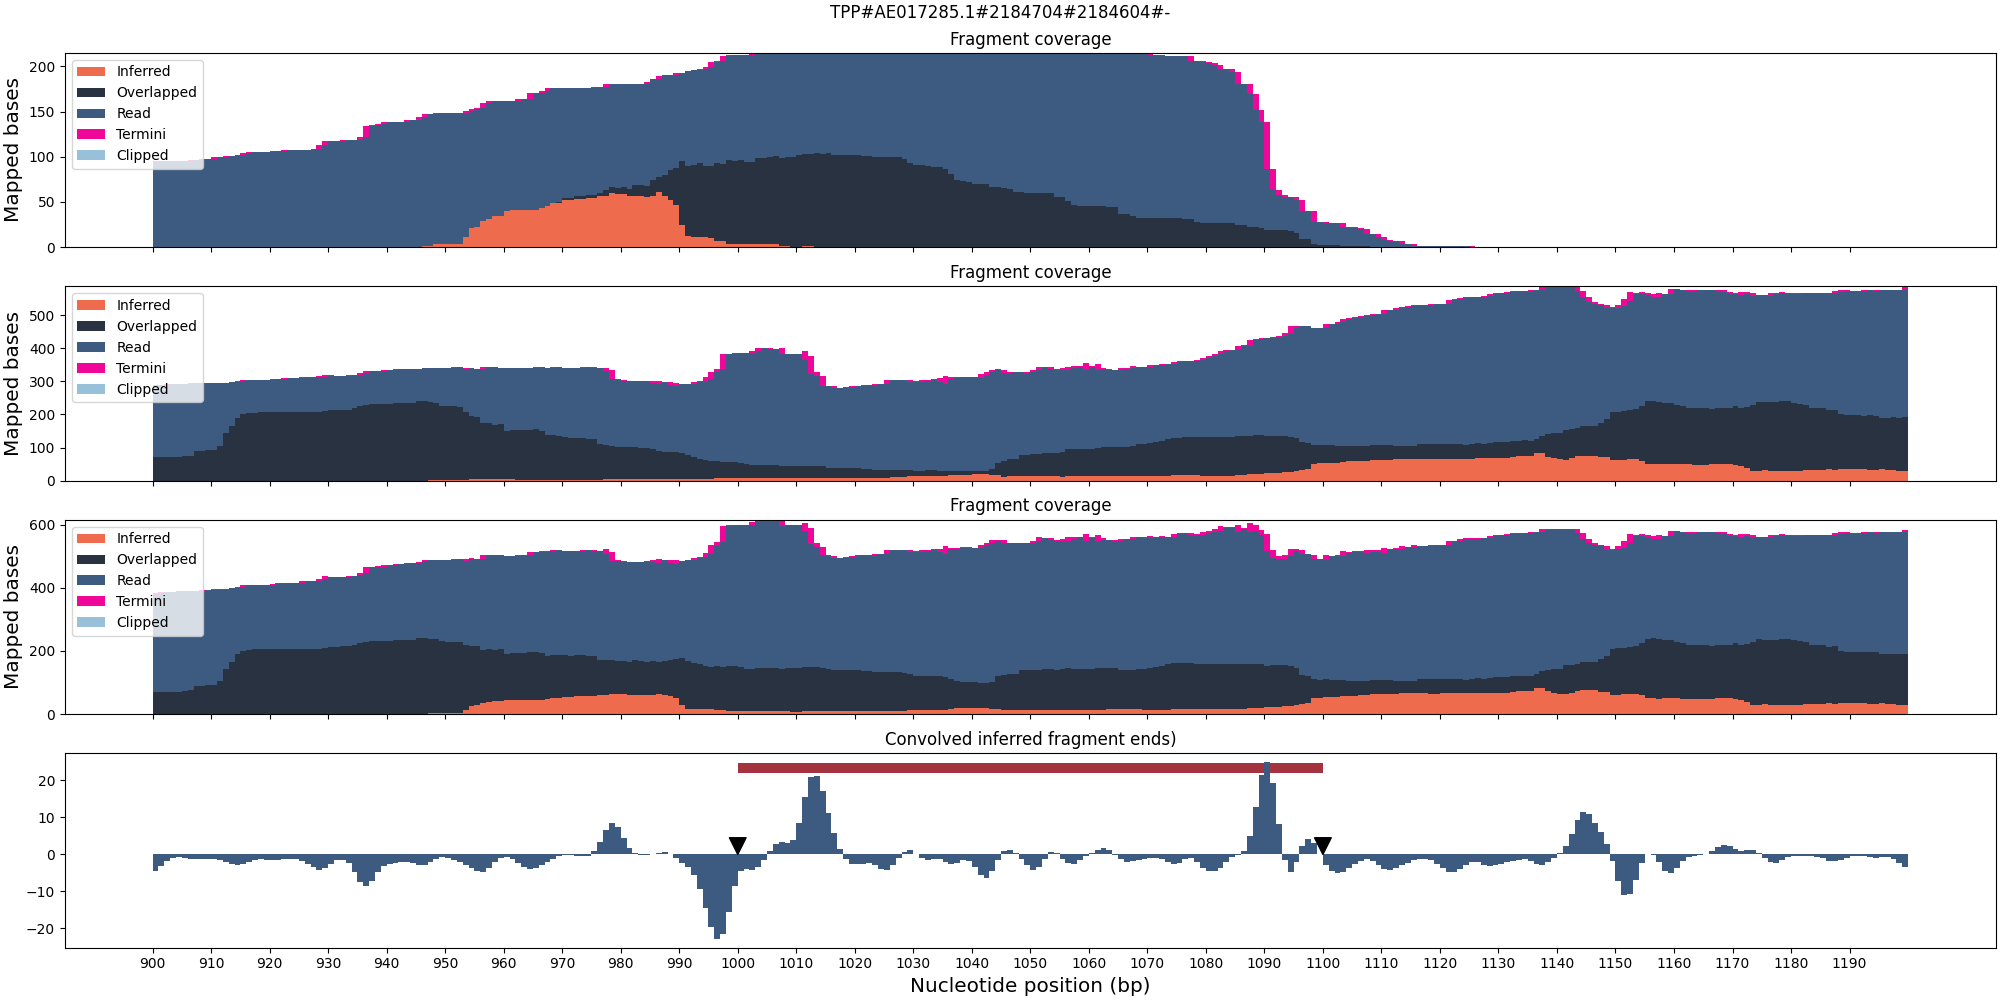 TPP#AE017285.1#2184704#2184604#-
Fragment coverage
Mapped bases
200
150
100
50
0
Inferred
Overlapped
Read
Termini
Clipped
Fragment coverage
Mapped bases
500
400
300
200
100
0
Inferred
Overlapped
Read
Termini
Clipped
Fragment coverage
Mapped bases
600
400
200
0
Inferred
Overlapped
Read
Termini
Clipped
Convolved inferred fragment ends)
20
10
0
−10
−20
900 910 920 930 940 950 960 970 980 990 1000 1010 1020 1030 1040 1050 1060 1070 1080 1090 1100 1110 1120 1130 1140 1150 1160 1170 1180 1190
Nucleotide position (bp)